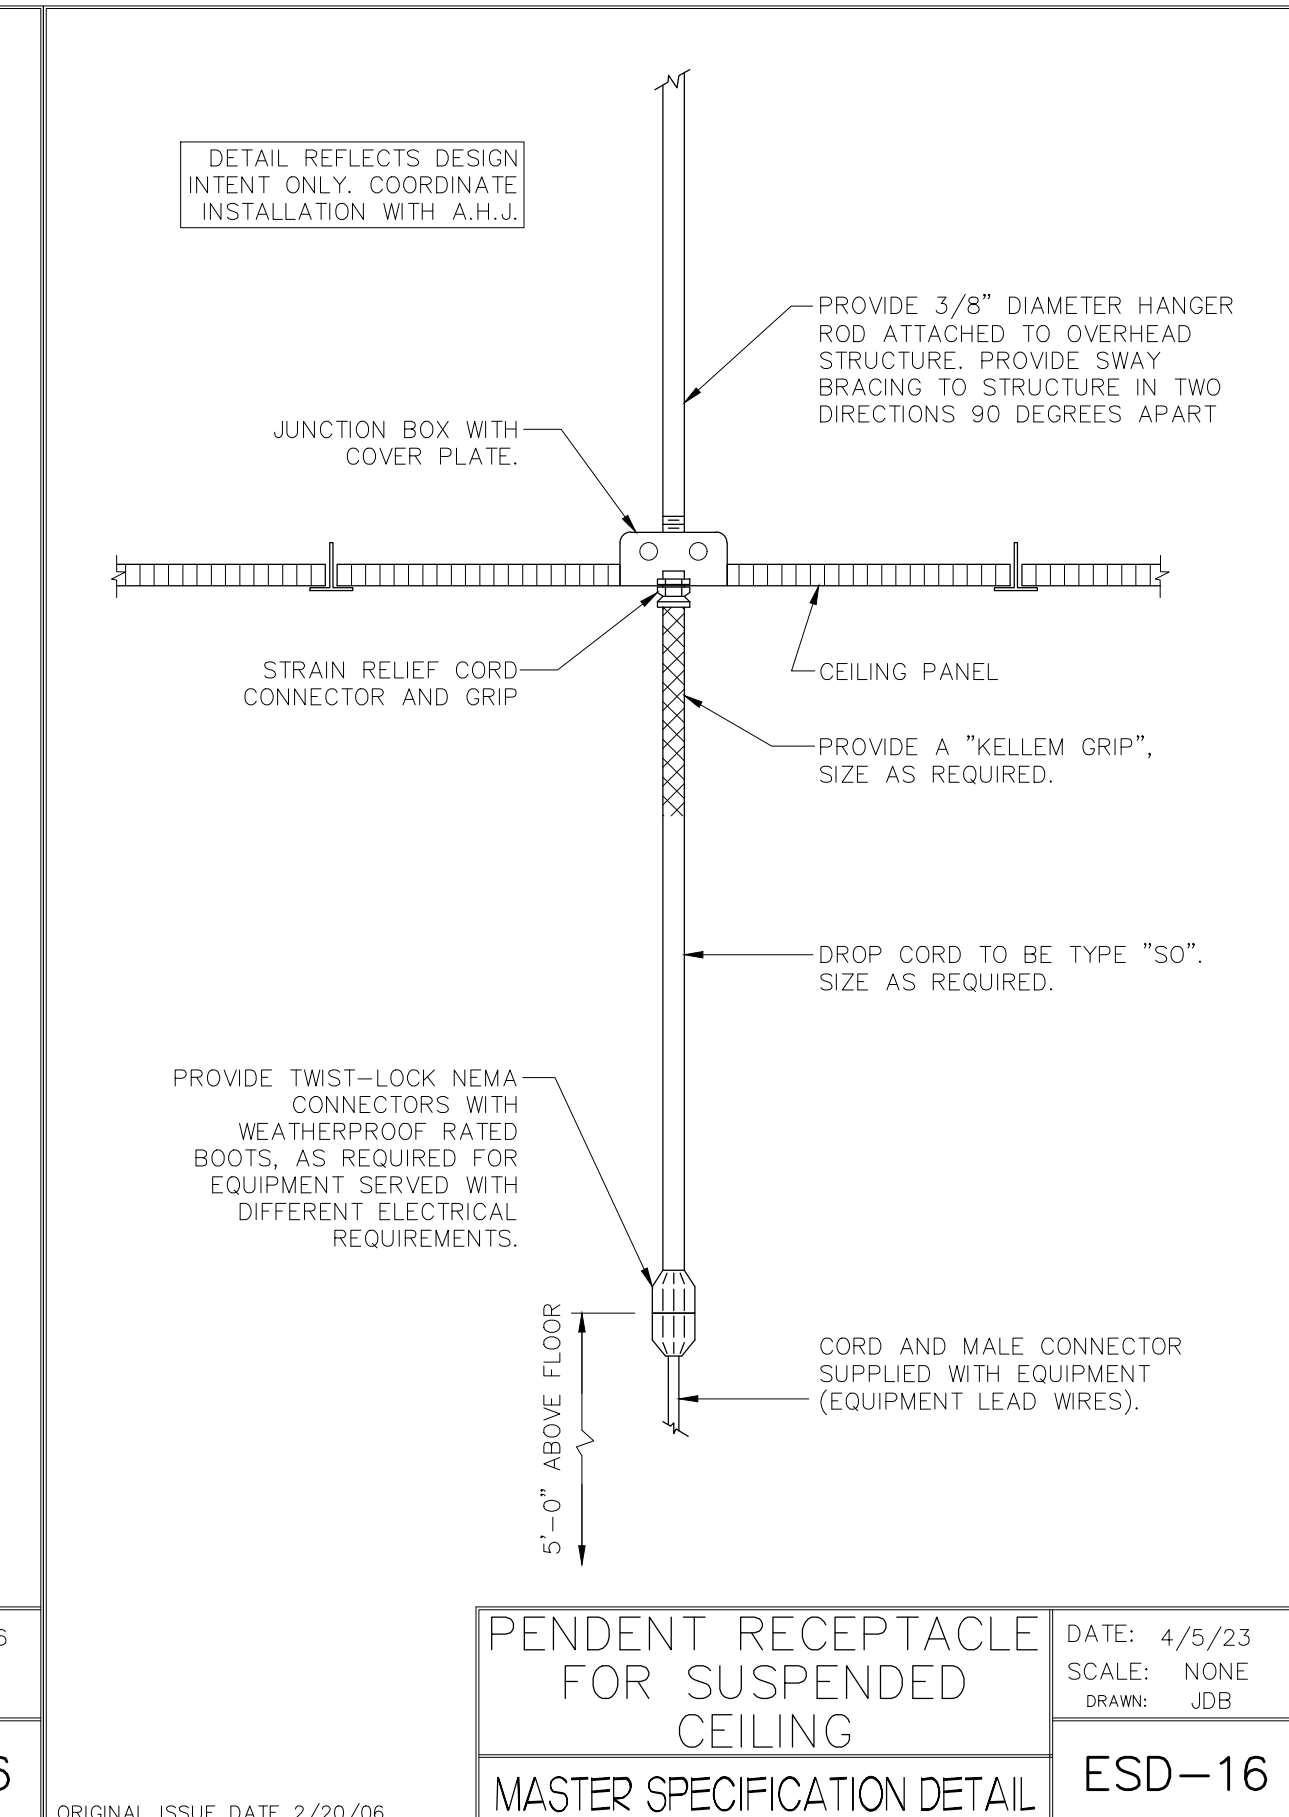 DETAIL REFLECTS DESIGN
INTENT ONLY. COORDINATE
INSTALLATION WITH A.H.J.
PROVIDE 3/8" DIAMETER HANGER
ROD ATTACHED TO OVERHEAD
STRUCTURE. PROVIDE SWAY
BRACING TO STRUCTURE IN TWO
DIRECTIONS 90 DEGREES APART
JUNCTION BOX WITH
COVER PLATE.
STRAIN RELIEF CORD
CONNECTOR AND GRIP
CEILING PANEL
PROVIDE A "KELLEM GRIP",
SIZE AS REQUIRED.
DROP CORD TO BE TYPE "SO".
SIZE AS REQUIRED.
PROVIDE TWIST-LOCK NEMA
CONNECTORS WITH
WEATHERPROOF RATED
BOOTS, AS REQUIRED FOR
EQUIPMENT SERVED WITH
DIFFERENT ELECTRICAL
REQUIREMENTS.
5'-0" ABOVE FLOOR
CORD AND MALE CONNECTOR
SUPPLIED WITH EQUIPMENT
(EQUIPMENT LEAD WIRES).
6
6
PENDENT RECEPTACLE
FOR SUSPENDED
CEILING
MASTER SPECIFICATION DETAIL
DATE: 4/5/23
SCALE: NONE
DRAWN: JDB
ESD-16
ORIGINAL ISSUE DATE 2/20/06